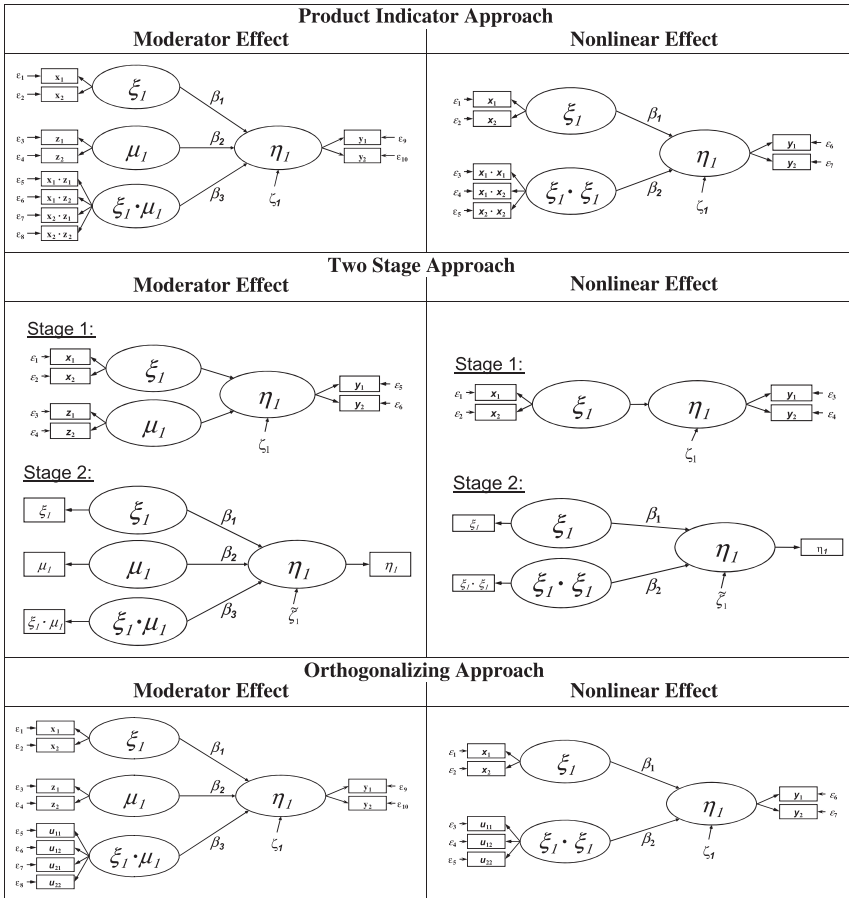 Product Indicator Approach
Moderator Effect
ε1 x1
ε2 x2
ξ1
β1
ε3 z1
ε4 z2
μ1
β2
ε5 x1 · z1
ε6 x1 · z2
ε7 x2 · z1
ε8 x2 · z2
ξ1 · μ1
β3
η1
ζ1
y1 ε9
y2 ε10
Nonlinear Effect
ε1 x1
ε2 x2
ξ1
β1
ε3 x1 · x1
ε4 x1 · x2
ε5 x2 · x2
ξ1 · ξ1
β2
η1
ζ1
y1 ε6
y2 ε7
Two Stage Approach
Moderator Effect
Stage 1:
ε1 x1
ε2 x2
ξ1
ε3 z1
ε4 z2
μ1
η1
ζ1
y1 ε5
y2 ε6
Stage 2:
ξ1 ξ1
β1
μ1 μ1
β2
ξ1 · μ1 ξ1 · μ1
β3
η1
ζ̃1
η1
Nonlinear Effect
Stage 1:
ε1 x1
ε2 x2
ξ1
η1
ζ1
y1 ε3
y2 ε4
Stage 2:
ξ1 ξ1
β1
ξ1 · ξ1 ξ1 · ξ1
β2
η1
ζ̃1
η1
Orthogonalizing Approach
Moderator Effect
ε1 x1
ε2 x2
ξ1
β1
ε3 z1
ε4 z2
μ1
β2
ε5 u11
ε6 u12
ε7 u21
ε8 u22
ξ1 · μ1
β3
η1
ζ1
y1 ε9
y2 ε10
Nonlinear Effect
ε1 x1
ε2 x2
ξ1
β1
ε3 u11
ε4 u12
ε5 u22
ξ1 · ξ1
β2
η1
ζ1
y1 ε6
y2 ε7